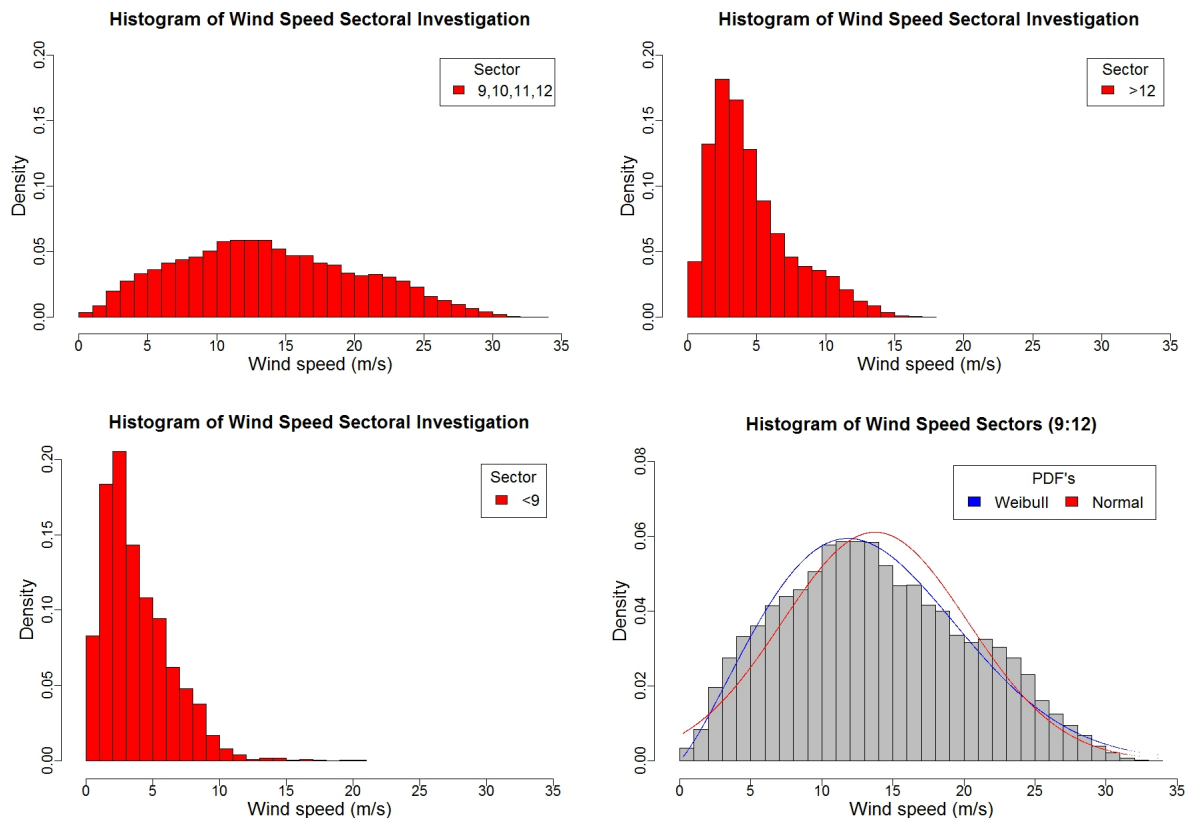 Histogram of Wind Speed Sectoral Investigation
Density
0.00 0.05 0.10 0.15 0.20
Sector
9,10,11,12
0 5 10 15 20 25 30 35
Wind speed (m/s)
Histogram of Wind Speed Sectoral Investigation
Density
0.00 0.05 0.10 0.15 0.20
Sector
>12
0 5 10 15 20 25 30 35
Wind speed (m/s)
Histogram of Wind Speed Sectoral Investigation
Density
0.00 0.05 0.10 0.15 0.20
Sector
<9
0 5 10 15 20 25 30 35
Wind speed (m/s)
Histogram of Wind Speed Sectors (9:12)
Density
0.00 0.02 0.04 0.06 0.08
PDF's
Weibull Normal
0 5 10 15 20 25 30 35
Wind speed (m/s)